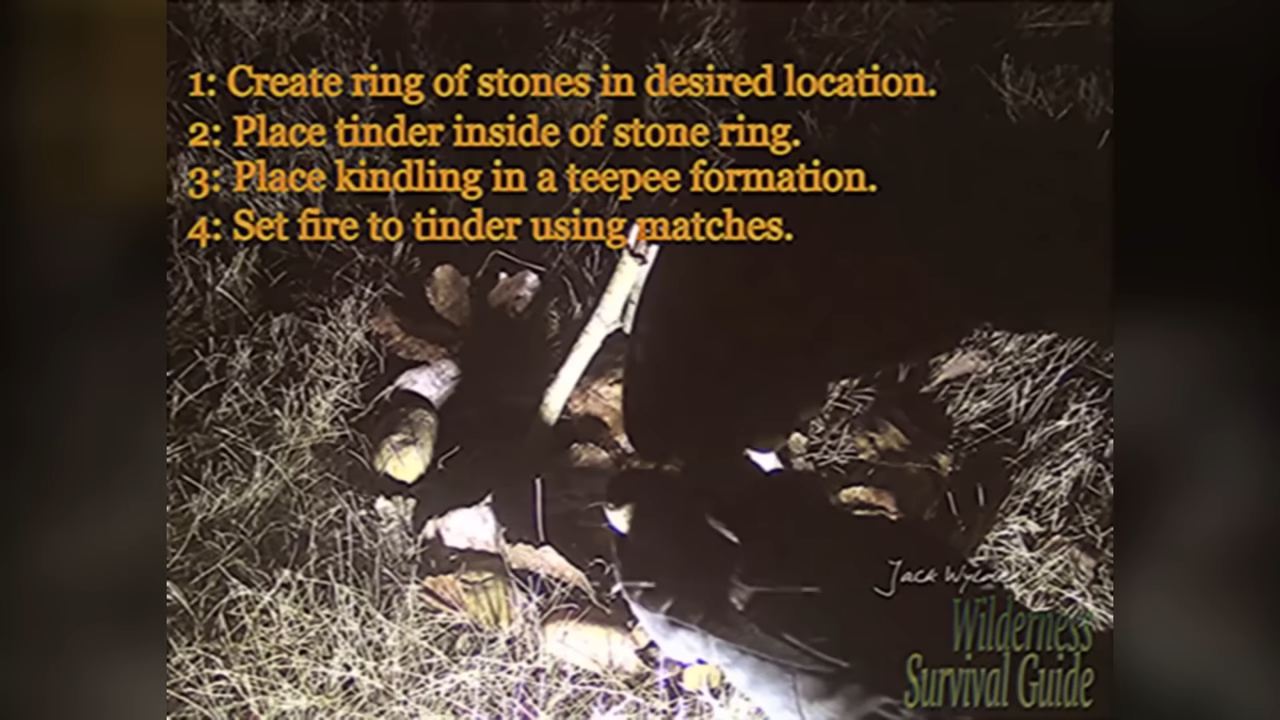 1: Create ring of stones in desired location.
2: Place tinder inside of stone ring.
3: Place kindling in a teepee formation.
4: Set fire to tinder using matches.
Jack
Wilderness
Survival Guide